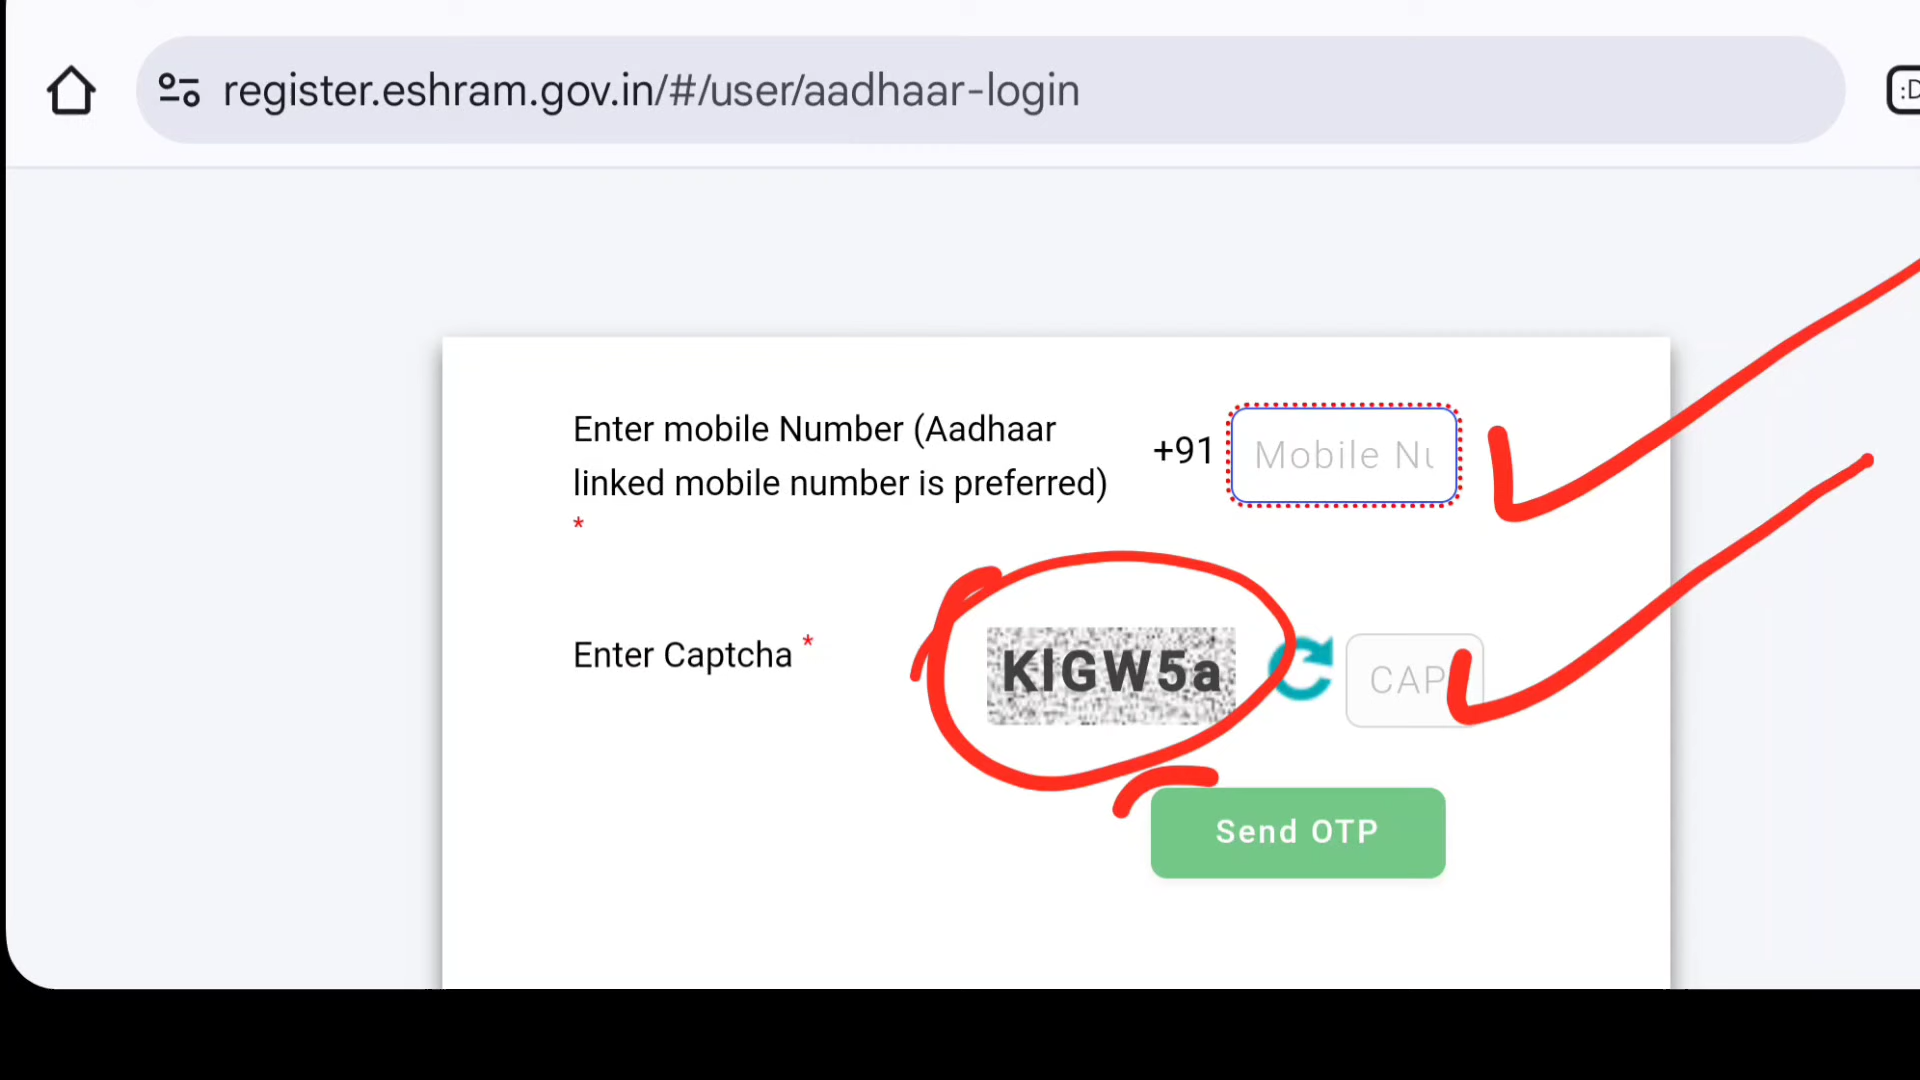 register.eshram.gov.in/#/user/aadhaar-login
:D
Enter mobile Number (Aadhaar
linked mobile number is preferred)
*
+91 Mobile Nu
Enter Captcha *
KlGW5a
CAP
Send OTP